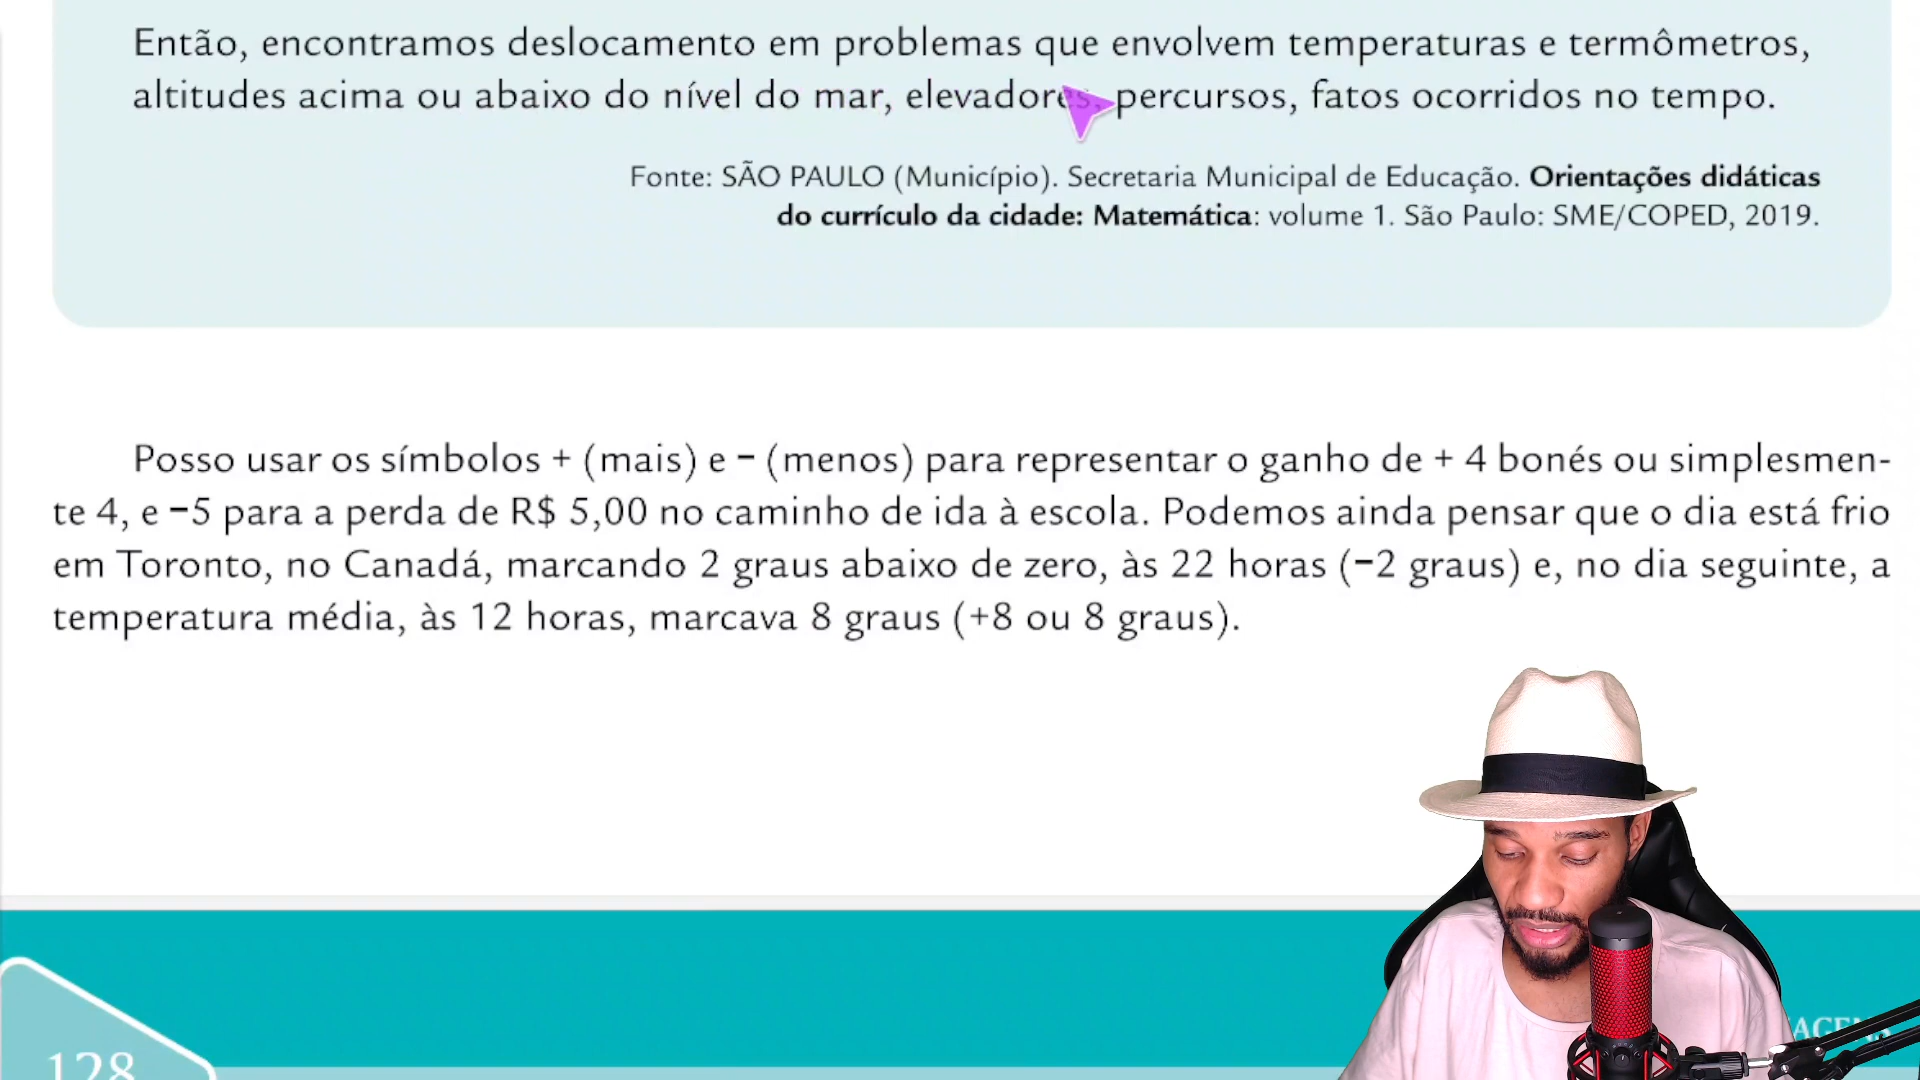 Então, encontramos deslocamento em problemas que envolvem temperaturas e termômetros,
altitudes acima ou abaixo do nível do mar, elevadores, percursos, fatos ocorridos no tempo.
Fonte: SÃO PAULO (Município). Secretaria Municipal de Educação. Orientações didáticas
do currículo da cidade: Matemática: volume 1. São Paulo: SME/COPED, 2019.
Posso usar os símbolos + (mais) e − (menos) para representar o ganho de + 4 bonés ou simplesmen-
te 4, e −5 para a perda de R$ 5,00 no caminho de ida à escola. Podemos ainda pensar que o dia está frio
em Toronto, no Canadá, marcando 2 graus abaixo de zero, às 22 horas (−2 graus) e, no dia seguinte, a
temperatura média, às 12 horas, marcava 8 graus (+8 ou 8 graus).
128